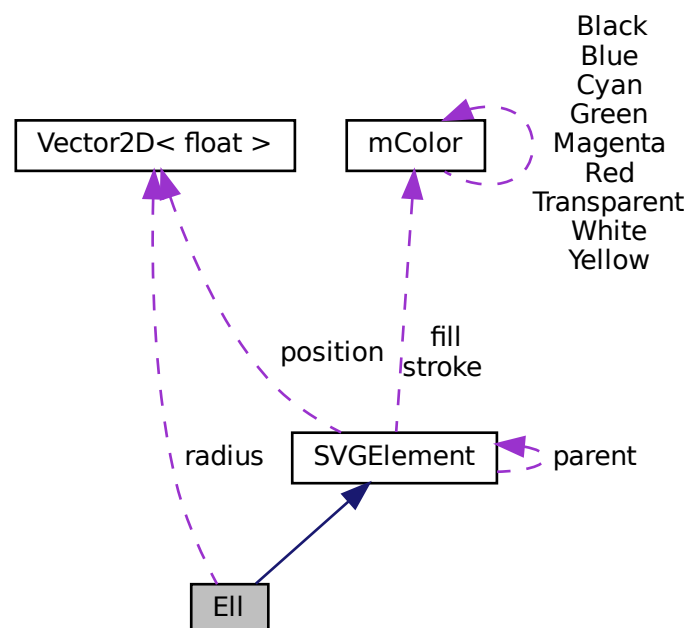 Black
Blue
Cyan
Green
Magenta
Red
Transparent
White
Yellow
Vector2D< float >
mColor
position
fill
stroke
radius
SVGElement
parent
Ell